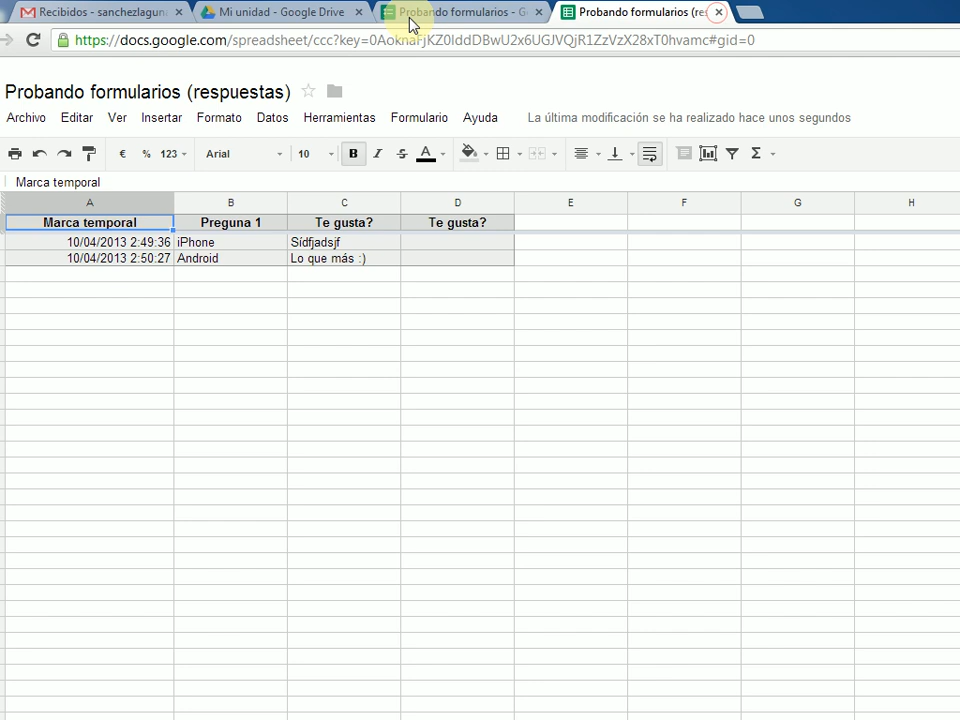 Recibidos - sanchezlaguna
Mi unidad - Google Drive
Probando formularios - G
Probando formularios (re
https://docs.google.com/spreadsheet/ccc?key=0AoknaFjKZ0lddDBwU2x6UGJVQjR1ZzVzX28xT0hvamc#gid=0
Probando formularios (respuestas)
Archivo Editar Ver Insertar Formato Datos Herramientas Formulario Ayuda La última modificación se ha realizado hace unos segundos
€ % 123 Arial 10 B I S A Σ
Marca temporal
A B C D E F G H
Marca temporal Preguna 1 Te gusta? Te gusta?
10/04/2013 2:49:36 iPhone Sídfjadsjf
10/04/2013 2:50:27 Android Lo que más :)